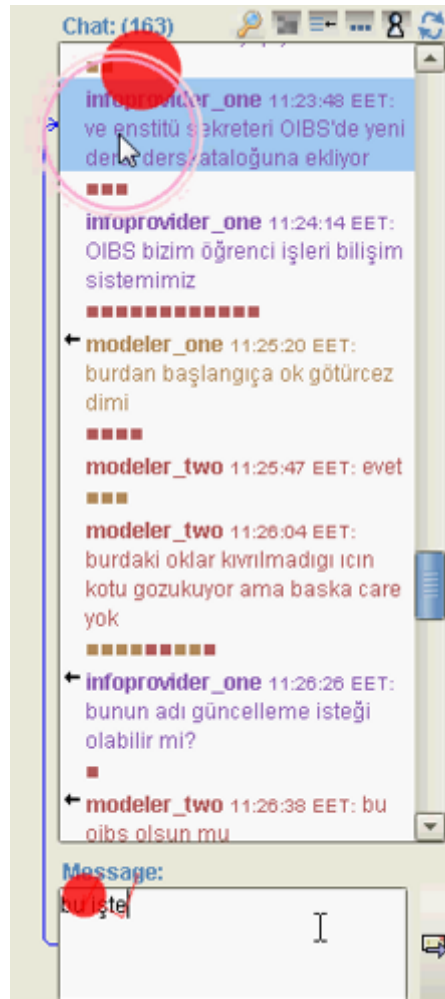 Chat: (163)
infoprovider_one 11:23:48 EET:
ve enstitü sekreteri OIBS'de yeni
dersi ders kataloğuna ekliyor
infoprovider_one 11:24:14 EET:
OIBS bizim öğrenci işleri bilişim
sistemimiz
modeler_one 11:25:20 EET:
burdan başlangıça ok götürcez
dimi
modeler_two 11:25:47 EET: evet
modeler_two 11:26:04 EET:
burdaki oklar kıvrılmadıgı ıcın
kotu gozukuyor ama baska care
yok
infoprovider_one 11:26:26 EET:
bunun adı güncelleme isteği
olabilir mi?
modeler_two 11:26:38 EET: bu
oibs olsun mu
Message:
bu işte